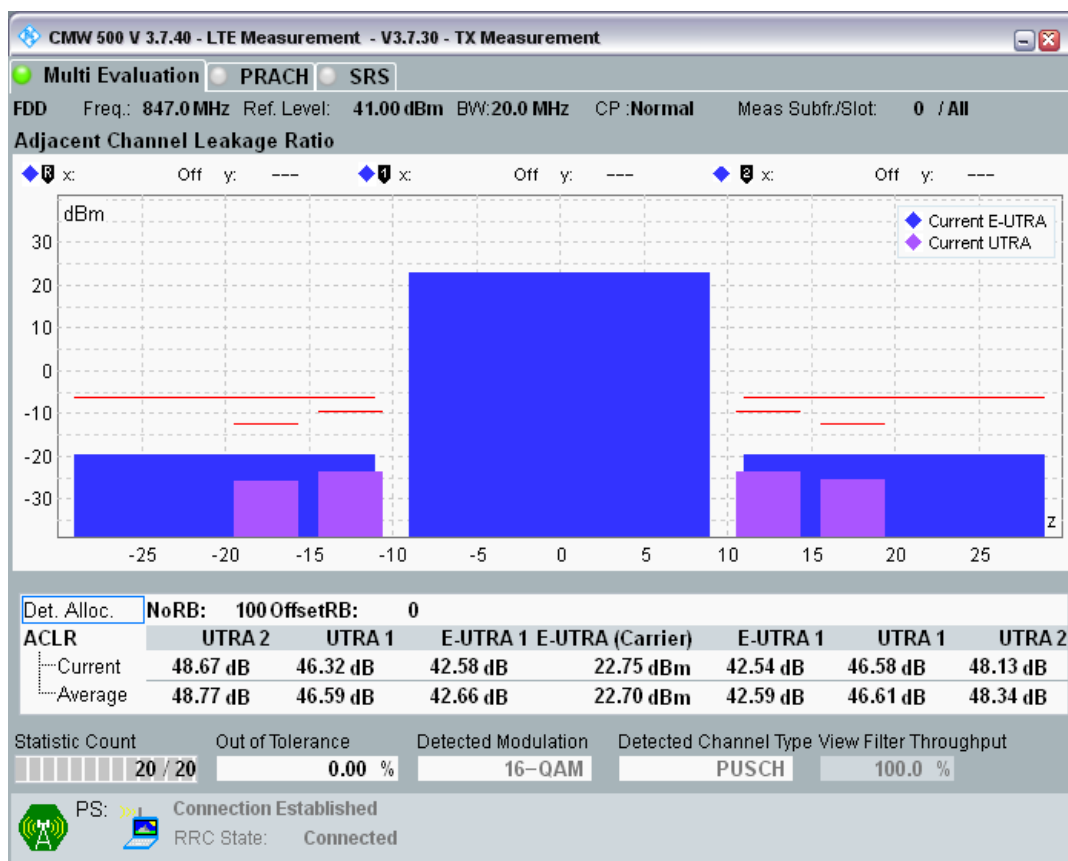 CMW 500 V 3.7.40 - LTE Measurement - V3.7.30 - TX Measurement
Multi Evaluation PRACH SRS
FDD Freq.: 847.0 MHz Ref. Level: 41.00 dBm BW:20.0 MHz CP :Normal Meas Subfr./Slot: 0 / All
Adjacent Channel Leakage Ratio
R x: Off y: --- 1 x: Off y: --- 2 x: Off y: ---
dBm
Current E-UTRA
Current UTRA
30
20
10
0
-10
-20
-30
z
-25 -20 -15 -10 -5 0 5 10 15 20 25
Det. Alloc. NoRB: 100 OffsetRB: 0
ACLR UTRA 2 UTRA 1 E-UTRA 1 E-UTRA (Carrier) E-UTRA 1 UTRA 1 UTRA 2
Current 48.67 dB 46.32 dB 42.58 dB 22.75 dBm 42.54 dB 46.58 dB 48.13 dB
Average 48.77 dB 46.59 dB 42.66 dB 22.70 dBm 42.59 dB 46.61 dB 48.34 dB
Statistic Count Out of Tolerance Detected Modulation Detected Channel Type View Filter Throughput
20 / 20 0.00 % 16-QAM PUSCH 100.0 %
PS: Connection Established
RRC State: Connected